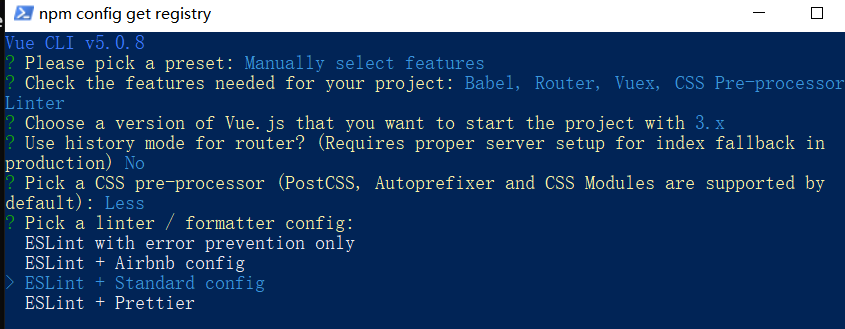 npm config get registry
Vue CLI v5.0.8
? Please pick a preset: Manually select features
? Check the features needed for your project: Babel, Router, Vuex, CSS Pre-processor
Linter
? Choose a version of Vue.js that you want to start the project with 3.x
? Use history mode for router? (Requires proper server setup for index fallback in
production) No
? Pick a CSS pre-processor (PostCSS, Autoprefixer and CSS Modules are supported by
default): Less
? Pick a linter / formatter config:
ESLint with error prevention only
ESLint + Airbnb config
> ESLint + Standard config
ESLint + Prettier